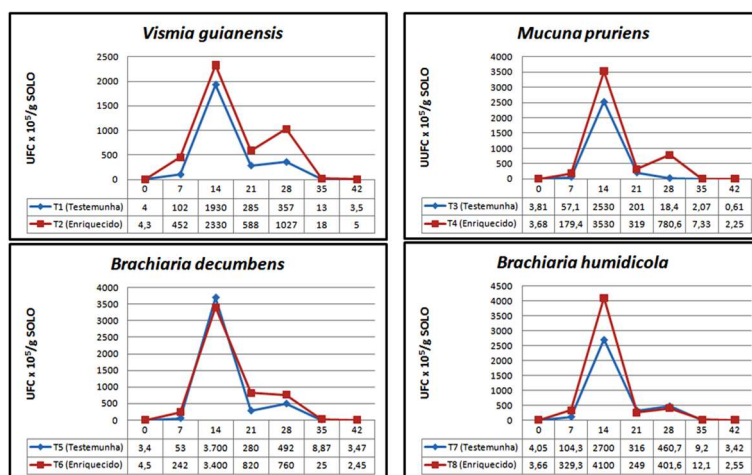 Vismia guianensis
UFC x 10⁵/g SOLO
2500
2000
1500
1000
500
0
0 7 14 21 28 35 42
T1 (Testemunha) 4 102 1930 285 357 13 3,5
T2 (Enriquecido) 4,3 452 2330 588 1027 18 5
Mucuna pruriens
UUFC x 10⁵/g SOLO
4000
3500
3000
2500
2000
1500
1000
500
0
0 7 14 21 28 35 42
T3 (Testemunha) 3,81 57,1 2530 201 18,4 2,07 0,61
T4 (Enriquecido) 3,68 179,4 3530 319 780,6 7,33 2,25
Brachiaria decumbens
UFC x 10⁵/g SOLO
4000
3500
3000
2500
2000
1500
1000
500
0
0 7 14 21 28 35 42
T5 (Testemunha) 3,4 53 3.700 280 492 8,87 3,47
T6 (Enriquecido) 4,5 242 3.400 820 760 25 2,45
Brachiaria humidicola
UFC x 10⁵/g SOLO
4500
4000
3500
3000
2500
2000
1500
1000
500
0
0 7 14 21 28 35 42
T7 (Testemunha) 4,05 104,3 2700 316 460,7 9,2 3,42
T8 (Enriquecido) 3,66 329,3 4100 249 401,6 12,1 2,55